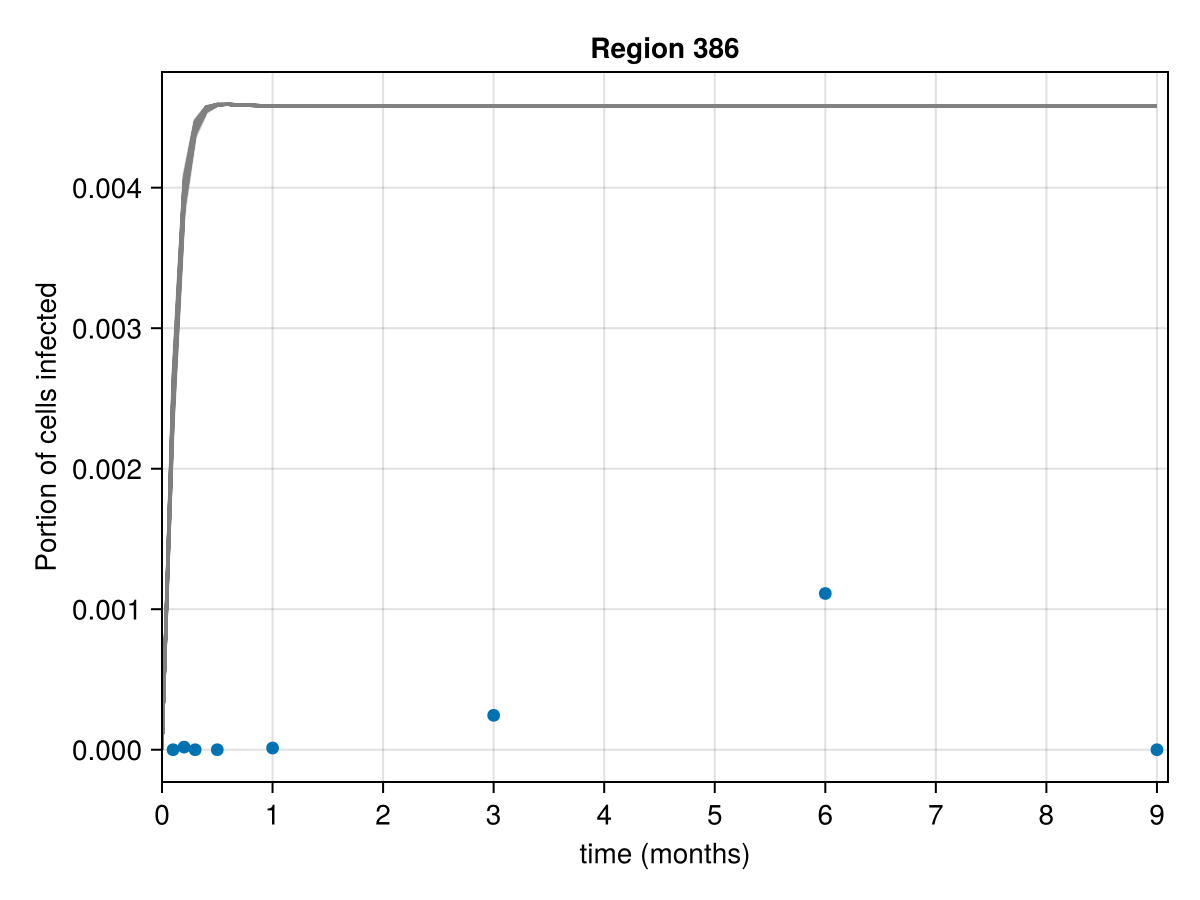 Region 386
Portion of cells infected
0.004
0.003
0.002
0.001
0.000
0 1 2 3 4 5 6 7 8 9
time (months)